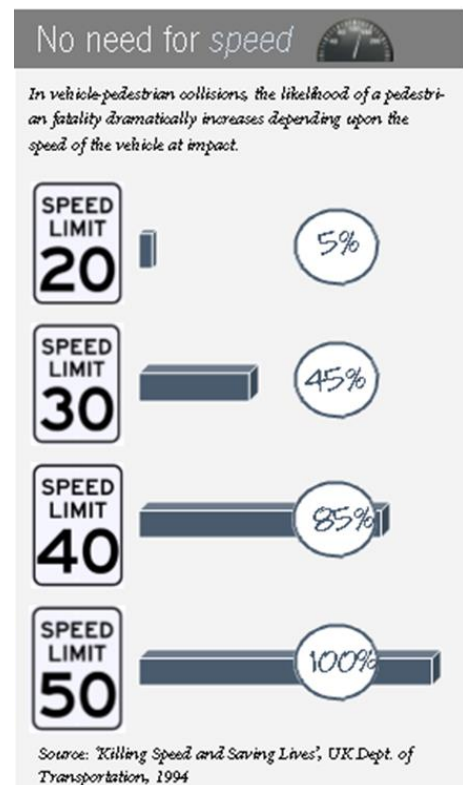 No need for speed
In vehicle-pedestrian collisions, the likelihood of a pedestri-
an fatality dramatically increases depending upon the
speed of the vehicle at impact.
SPEED
LIMIT
20
5%
SPEED
LIMIT
30
45%
SPEED
LIMIT
40
85%
SPEED
LIMIT
50
100%
Source: 'Killing Speed and Saving Lives', UK Dept. of
Transportation, 1994